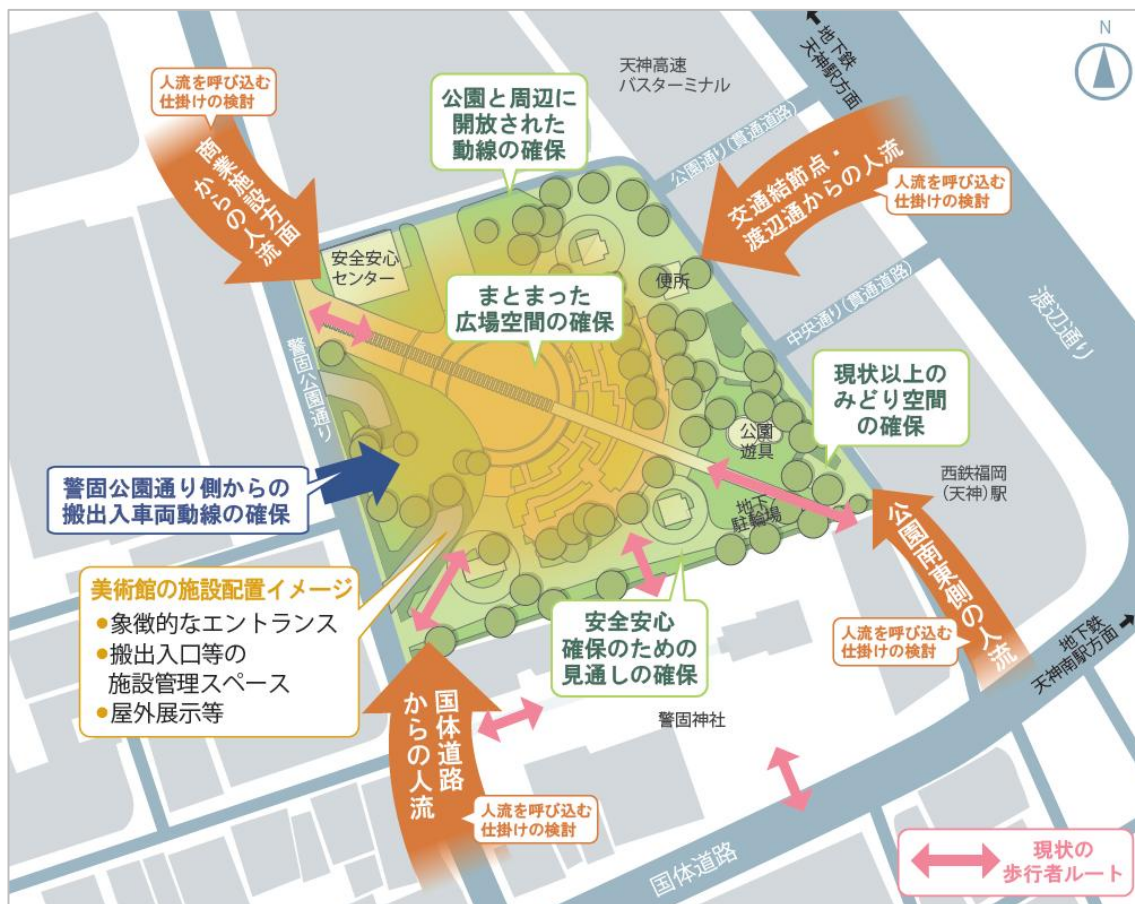 N
地下鉄
天神駅方面
天神高速
バスターミナル
人流を呼び込む
仕掛けの検討
商業施設方面
からの人流
公園と周辺に
開放された
動線の確保
公園通り(貫通道路)
交通結節点・
渡辺通からの人流
人流を呼び込む
仕掛けの検討
安全安心
センター
便所
まとまった
広場空間の確保
中央通り(貫通道路)
渡辺通り
警固公園通り
現状以上の
みどり空間
の確保
公園
遊具
西鉄福岡
(天神)駅
警固公園通り側からの
搬出入車両動線の確保
地下
駐輪場
公園南東側の人流
美術館の施設配置イメージ
●象徴的なエントランス
●搬出入口等の
施設管理スペース
●屋外展示等
安全安心
確保のための
見通しの確保
人流を呼び込む
仕掛けの検討
地下鉄
天神南駅方面
国体道路
からの人流
警固神社
人流を呼び込む
仕掛けの検討
国体道路
現状の
歩行者ルート